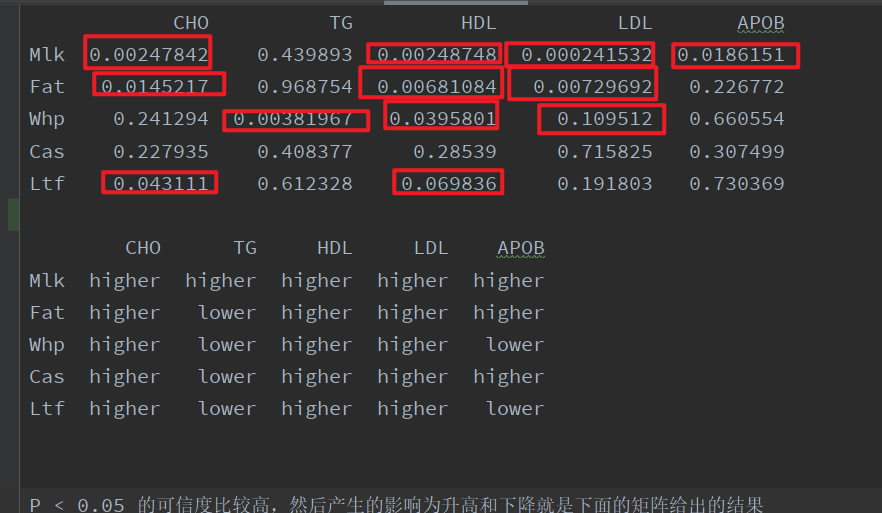 CHO TG HDL LDL APOB
Mlk 0.00247842 0.439893 0.00248748 0.000241532 0.0186151
Fat 0.0145217 0.968754 0.00681084 0.00729692 0.226772
Whp 0.241294 0.00381967 0.0395801 0.109512 0.660554
Cas 0.227935 0.408377 0.28539 0.715825 0.307499
Ltf 0.043111 0.612328 0.069836 0.191803 0.730369
CHO TG HDL LDL APOB
Mlk higher higher higher higher higher
Fat higher lower higher higher higher
Whp higher lower higher higher lower
Cas higher lower higher higher higher
Ltf higher lower higher higher lower
P < 0.05 的可信度比较高，然后产生的影响为升高和下降就是下面的矩阵给出的结果